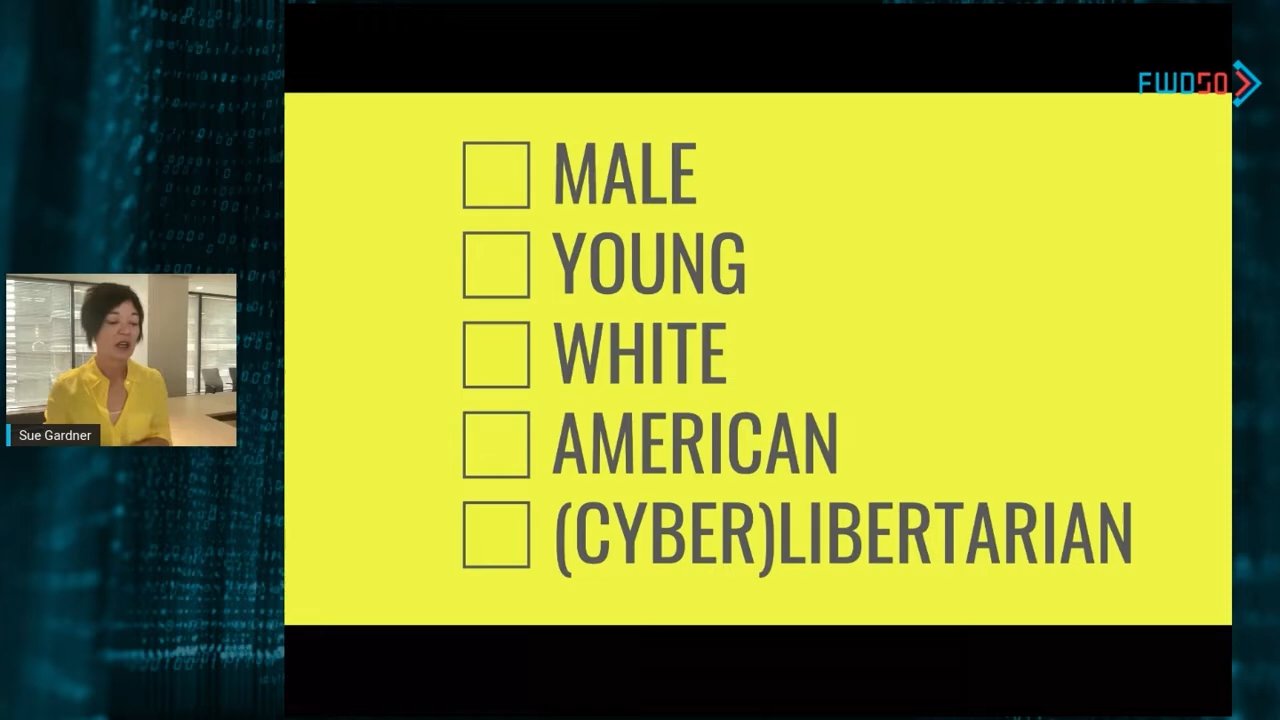 FWD50
MALE
YOUNG
WHITE
AMERICAN
(CYBER)LIBERTARIAN
Sue Gardner